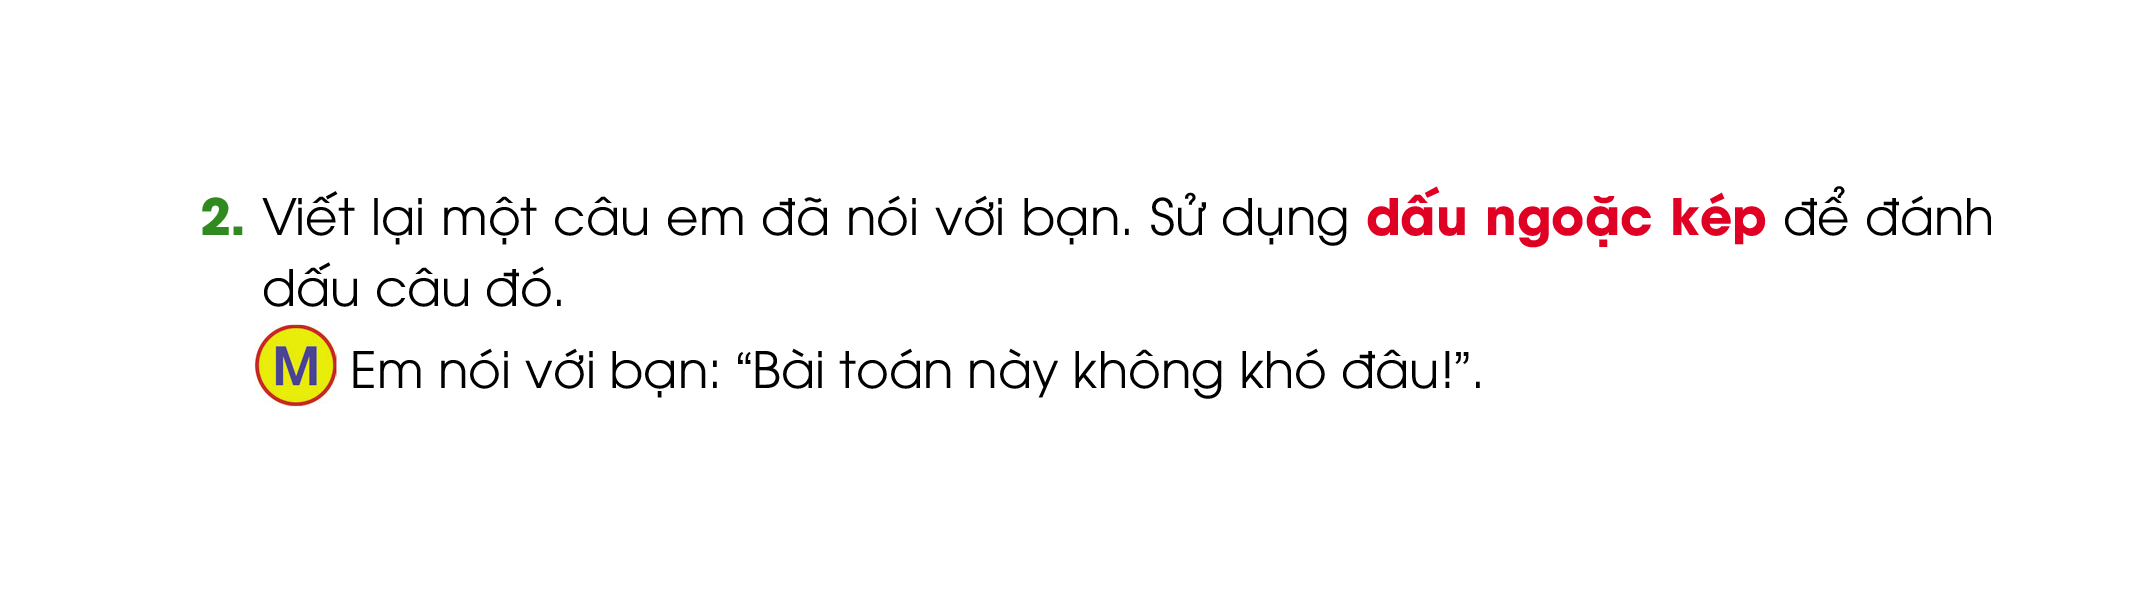 2. Viết lại một câu em đã nói với bạn. Sử dụng dấu ngoặc kép để đánh
dấu câu đó.
M Em nói với bạn: “Bài toán này không khó đâu!”.